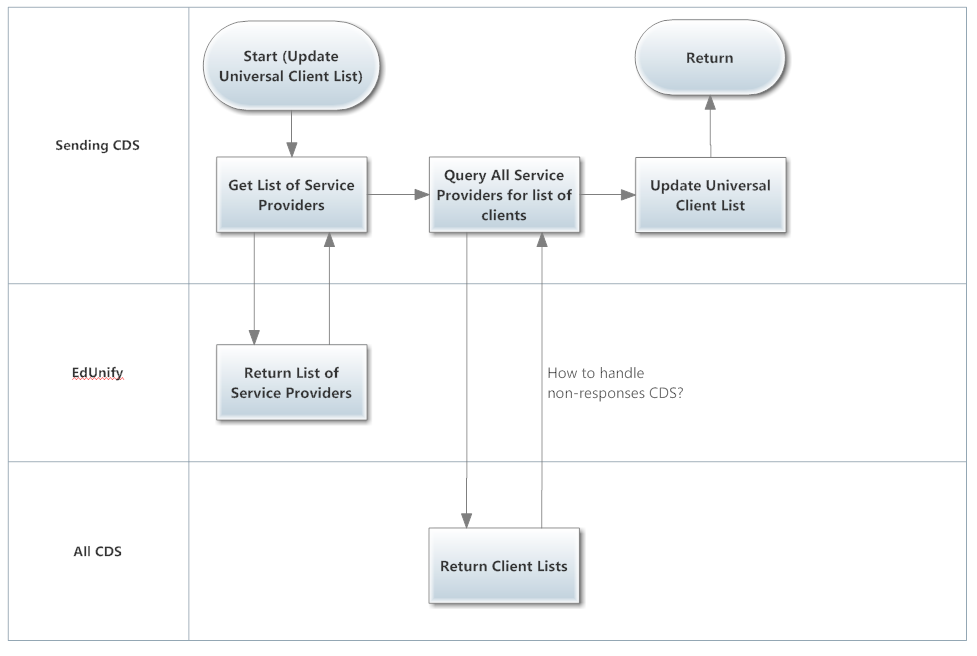 Sending CDS
Start (Update
Universal Client List)
Return
Get List of Service
Providers
Query All Service
Providers for list of
clients
Update Universal
Client List
EdUnify
Return List of
Service Providers
How to handle
non-responses CDS?
All CDS
Return Client Lists